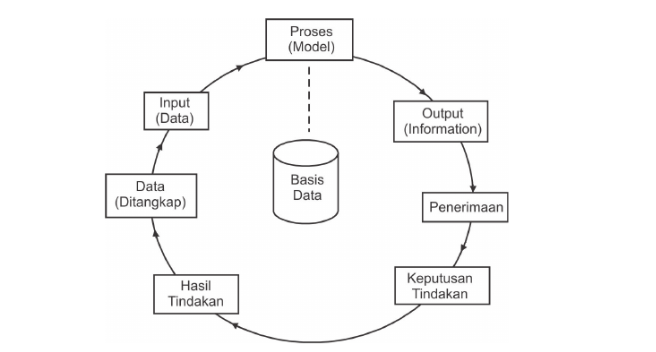 Proses
(Model)
Input
(Data)
Output
(Information)
Basis
Data
Data
(Ditangkap)
Penerimaan
Hasil
Tindakan
Keputusan
Tindakan